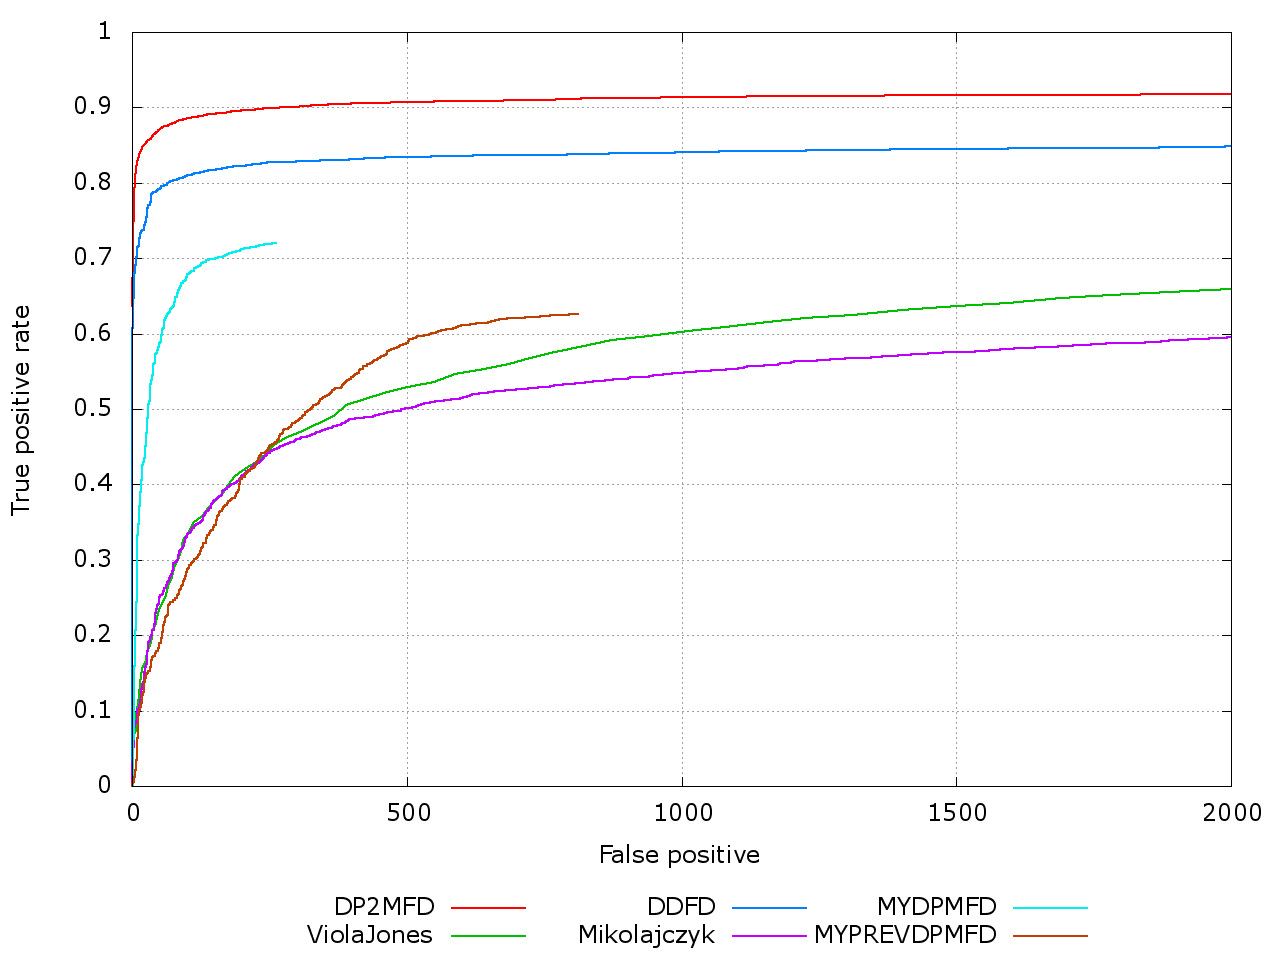 1
0.9
0.8
0.7
0.6
0.5
0.4
0.3
0.2
0.1
0
True positive rate
0 500 1000 1500 2000
False positive
DP2MFD DDFD MYDPMFD
ViolaJones Mikolajczyk MYPREVDPMFD